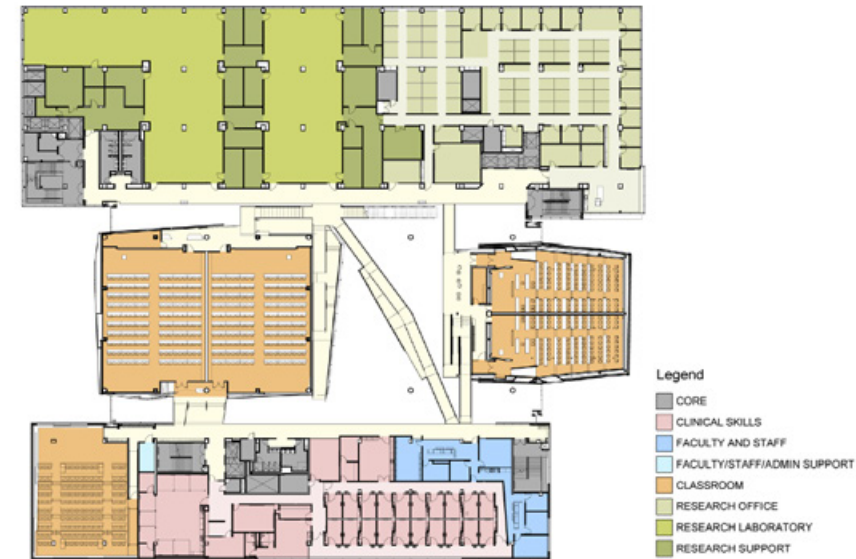 Legend
CORE
CLINICAL SKILLS
FACULTY AND STAFF
FACULTY/STAFF/ADMIN SUPPORT
CLASSROOM
RESEARCH OFFICE
RESEARCH LABORATORY
RESEARCH SUPPORT